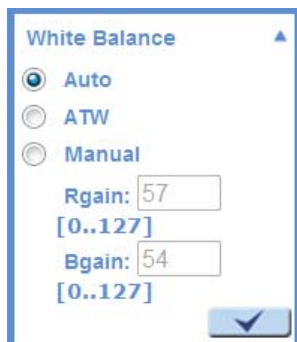 White Balance
Auto
ATW
Manual
Rgain: 57
[0..127]
Bgain: 54
[0..127]